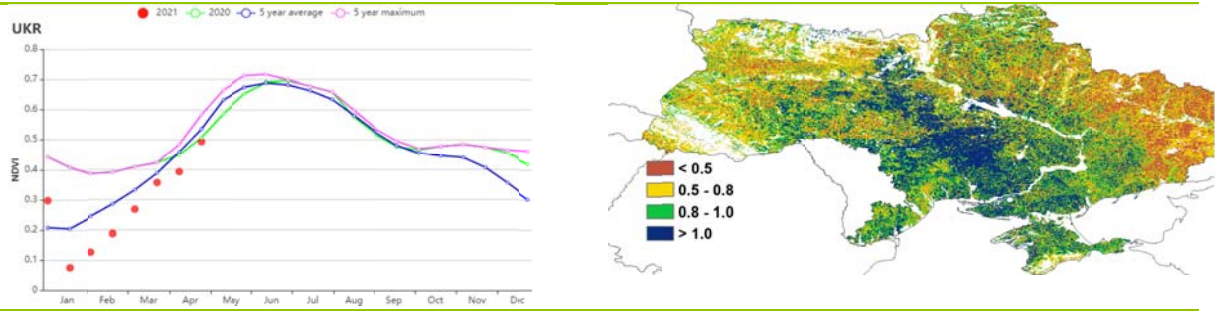 2021 2020 5 year average 5 year maximum
UKR
NDVI
0.8
0.7
0.6
0.5
0.4
0.3
0.2
0.1
0
Jan Feb Mar Apr May Jun Jul Aug Sep Oct Nov Dic
< 0.5
0.5 - 0.8
0.8 - 1.0
> 1.0